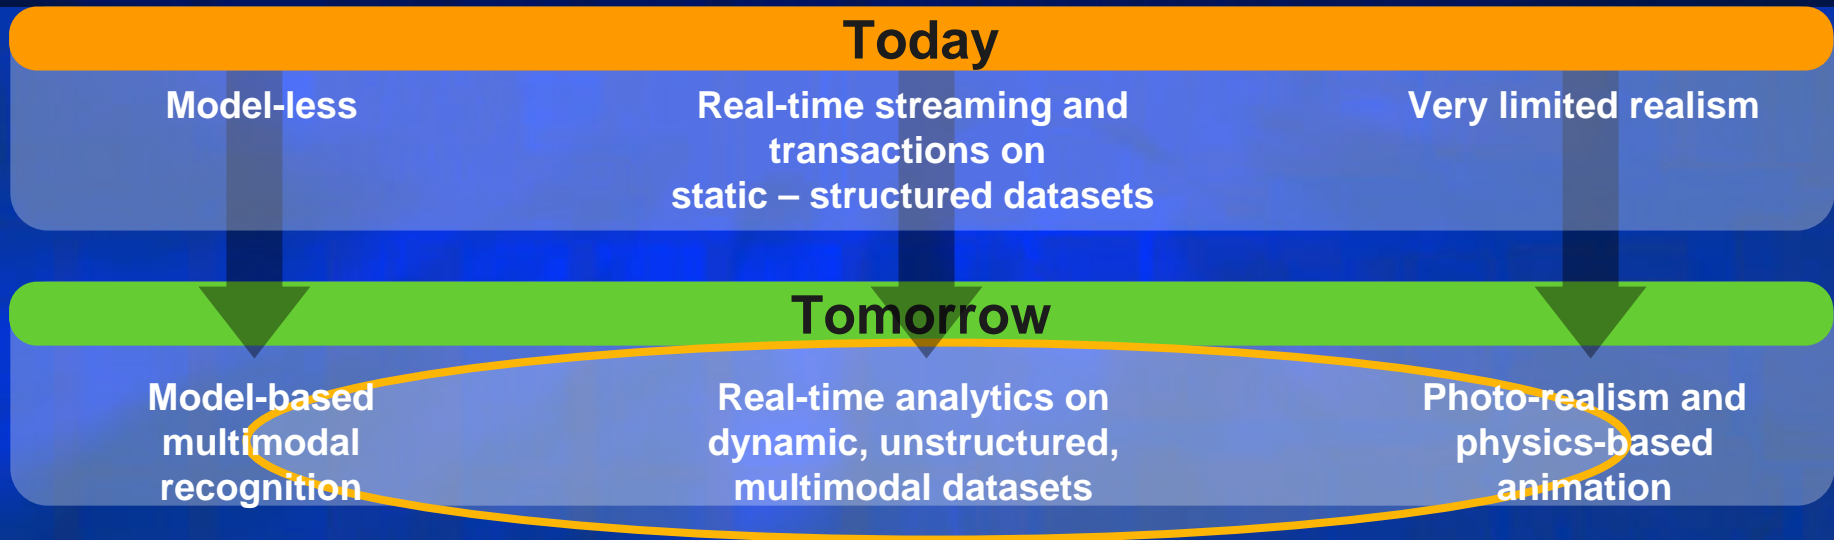 Today
Model-less
Real-time streaming and
transactions on
static – structured datasets
Very limited realism
Tomorrow
Model-based
multimodal
recognition
Real-time analytics on
dynamic, unstructured,
multimodal datasets
Photo-realism and
physics-based
animation